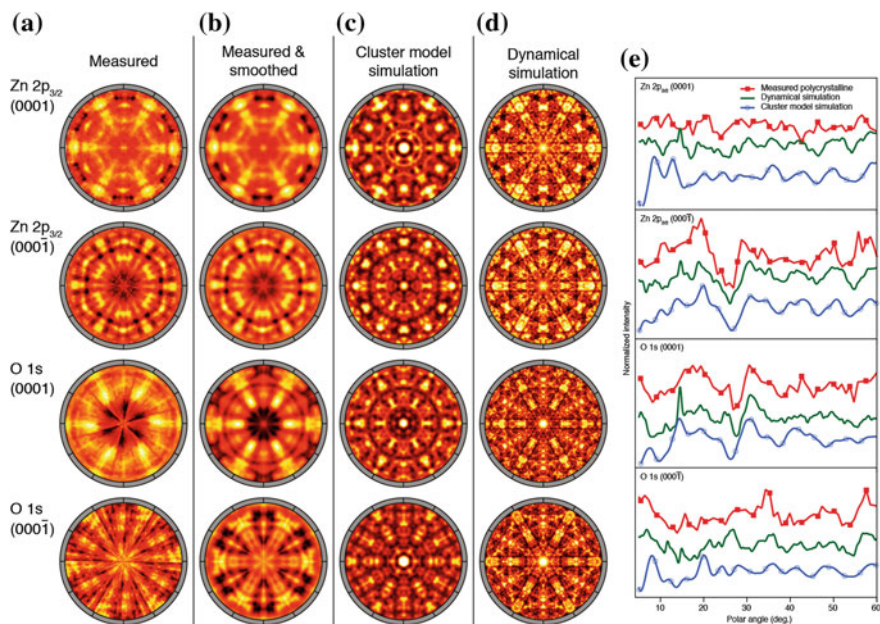 (a)
(b)
(c)
(d)
(e)
Measured
Measured &
smoothed
Cluster model
simulation
Dynamical
simulation
Zn 2p3/2
(0001)
Zn 2p3/2
(0001̄)
O 1s
(0001)
O 1s
(0001̄)
Zn 2p3/2 (0001)
Measured polycrystalline
Dynamical simulation
Cluster model simulation
Zn 2p3/2 (0001̄)
O 1s (0001)
O 1s (0001̄)
Normalized intensity
10 20 30 40 50 60
Polar angle (deg.)